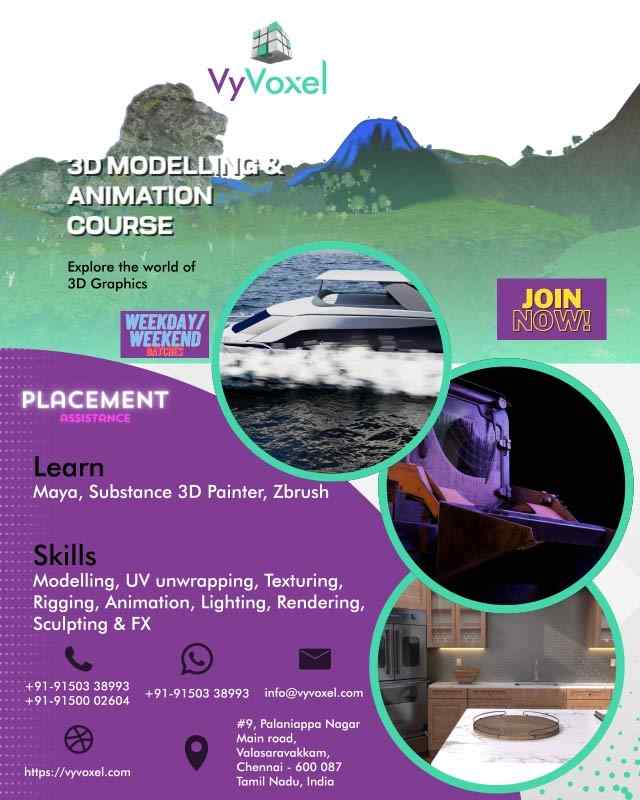 VyVoxel
3D MODELLING &
ANIMATION
COURSE
Explore the world of
3D Graphics
WEEKDAY/
WEEKEND
BATCHES
JOIN
NOW!
PLACEMENT
ASSISTANCE
Learn
Maya, Substance 3D Painter, Zbrush
Skills
Modelling, UV unwrapping, Texturing,
Rigging, Animation, Lighting, Rendering,
Sculpting & FX
+91-91503 38993
+91-91500 02604
+91-91503 38993
info@vyvoxel.com
https://vyvoxel.com
#9, Palaniappa Nagar
Main road,
Valasaravakkam,
Chennai - 600 087
Tamil Nadu, India